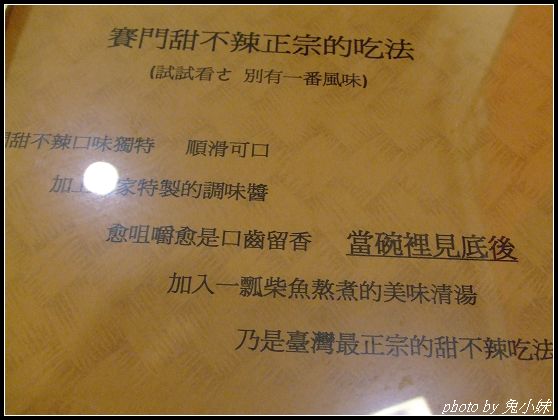 賽門甜不辣正宗的吃法
(試試看ㄜ 別有一番風味)
門甜不辣口味獨特 順滑可口
加上 家特製的調味醬
愈咀嚼愈是口齒留香 當碗裡見底後
加入一瓢柴魚熬煮的美味清湯
乃是臺灣最正宗的甜不辣吃法
photo by 兔小妹